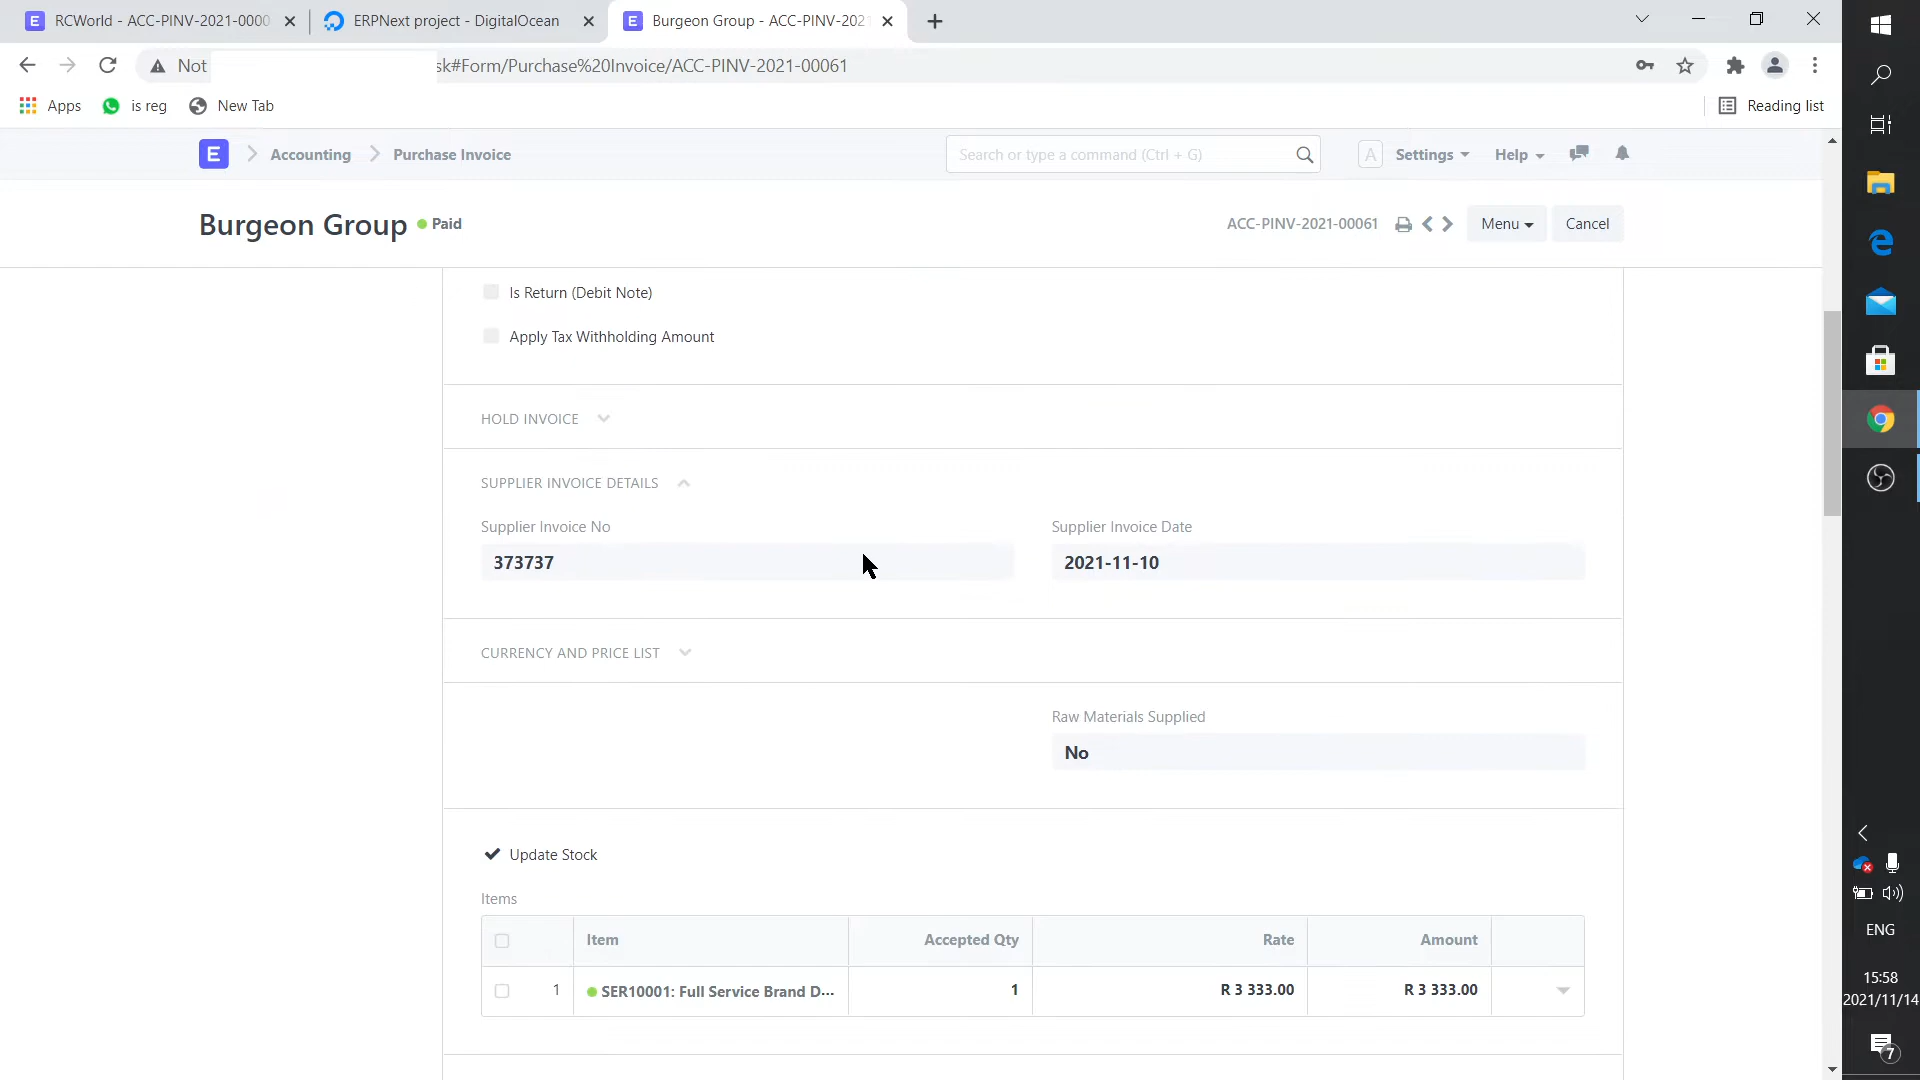 RCWorld - ACC-PINV-2021-0000
ERPNext project - DigitalOcean
Burgeon Group - ACC-PINV-202
Not
sk#Form/Purchase%20Invoice/ACC-PINV-2021-00061
Apps
is reg
New Tab
Reading list
E
Accounting
Purchase Invoice
Search or type a command (Ctrl + G)
A
Settings
Help
Burgeon Group
Paid
ACC-PINV-2021-00061
Menu
Cancel
Is Return (Debit Note)
Apply Tax Withholding Amount
HOLD INVOICE
SUPPLIER INVOICE DETAILS
Supplier Invoice No
Supplier Invoice Date
373737
2021-11-10
CURRENCY AND PRICE LIST
Raw Materials Supplied
No
Update Stock
Items
Item Accepted Qty Rate Amount
1 SER10001: Full Service Brand D... 1 R 3 333.00 R 3 333.00
ENG
15:58
2021/11/14
7